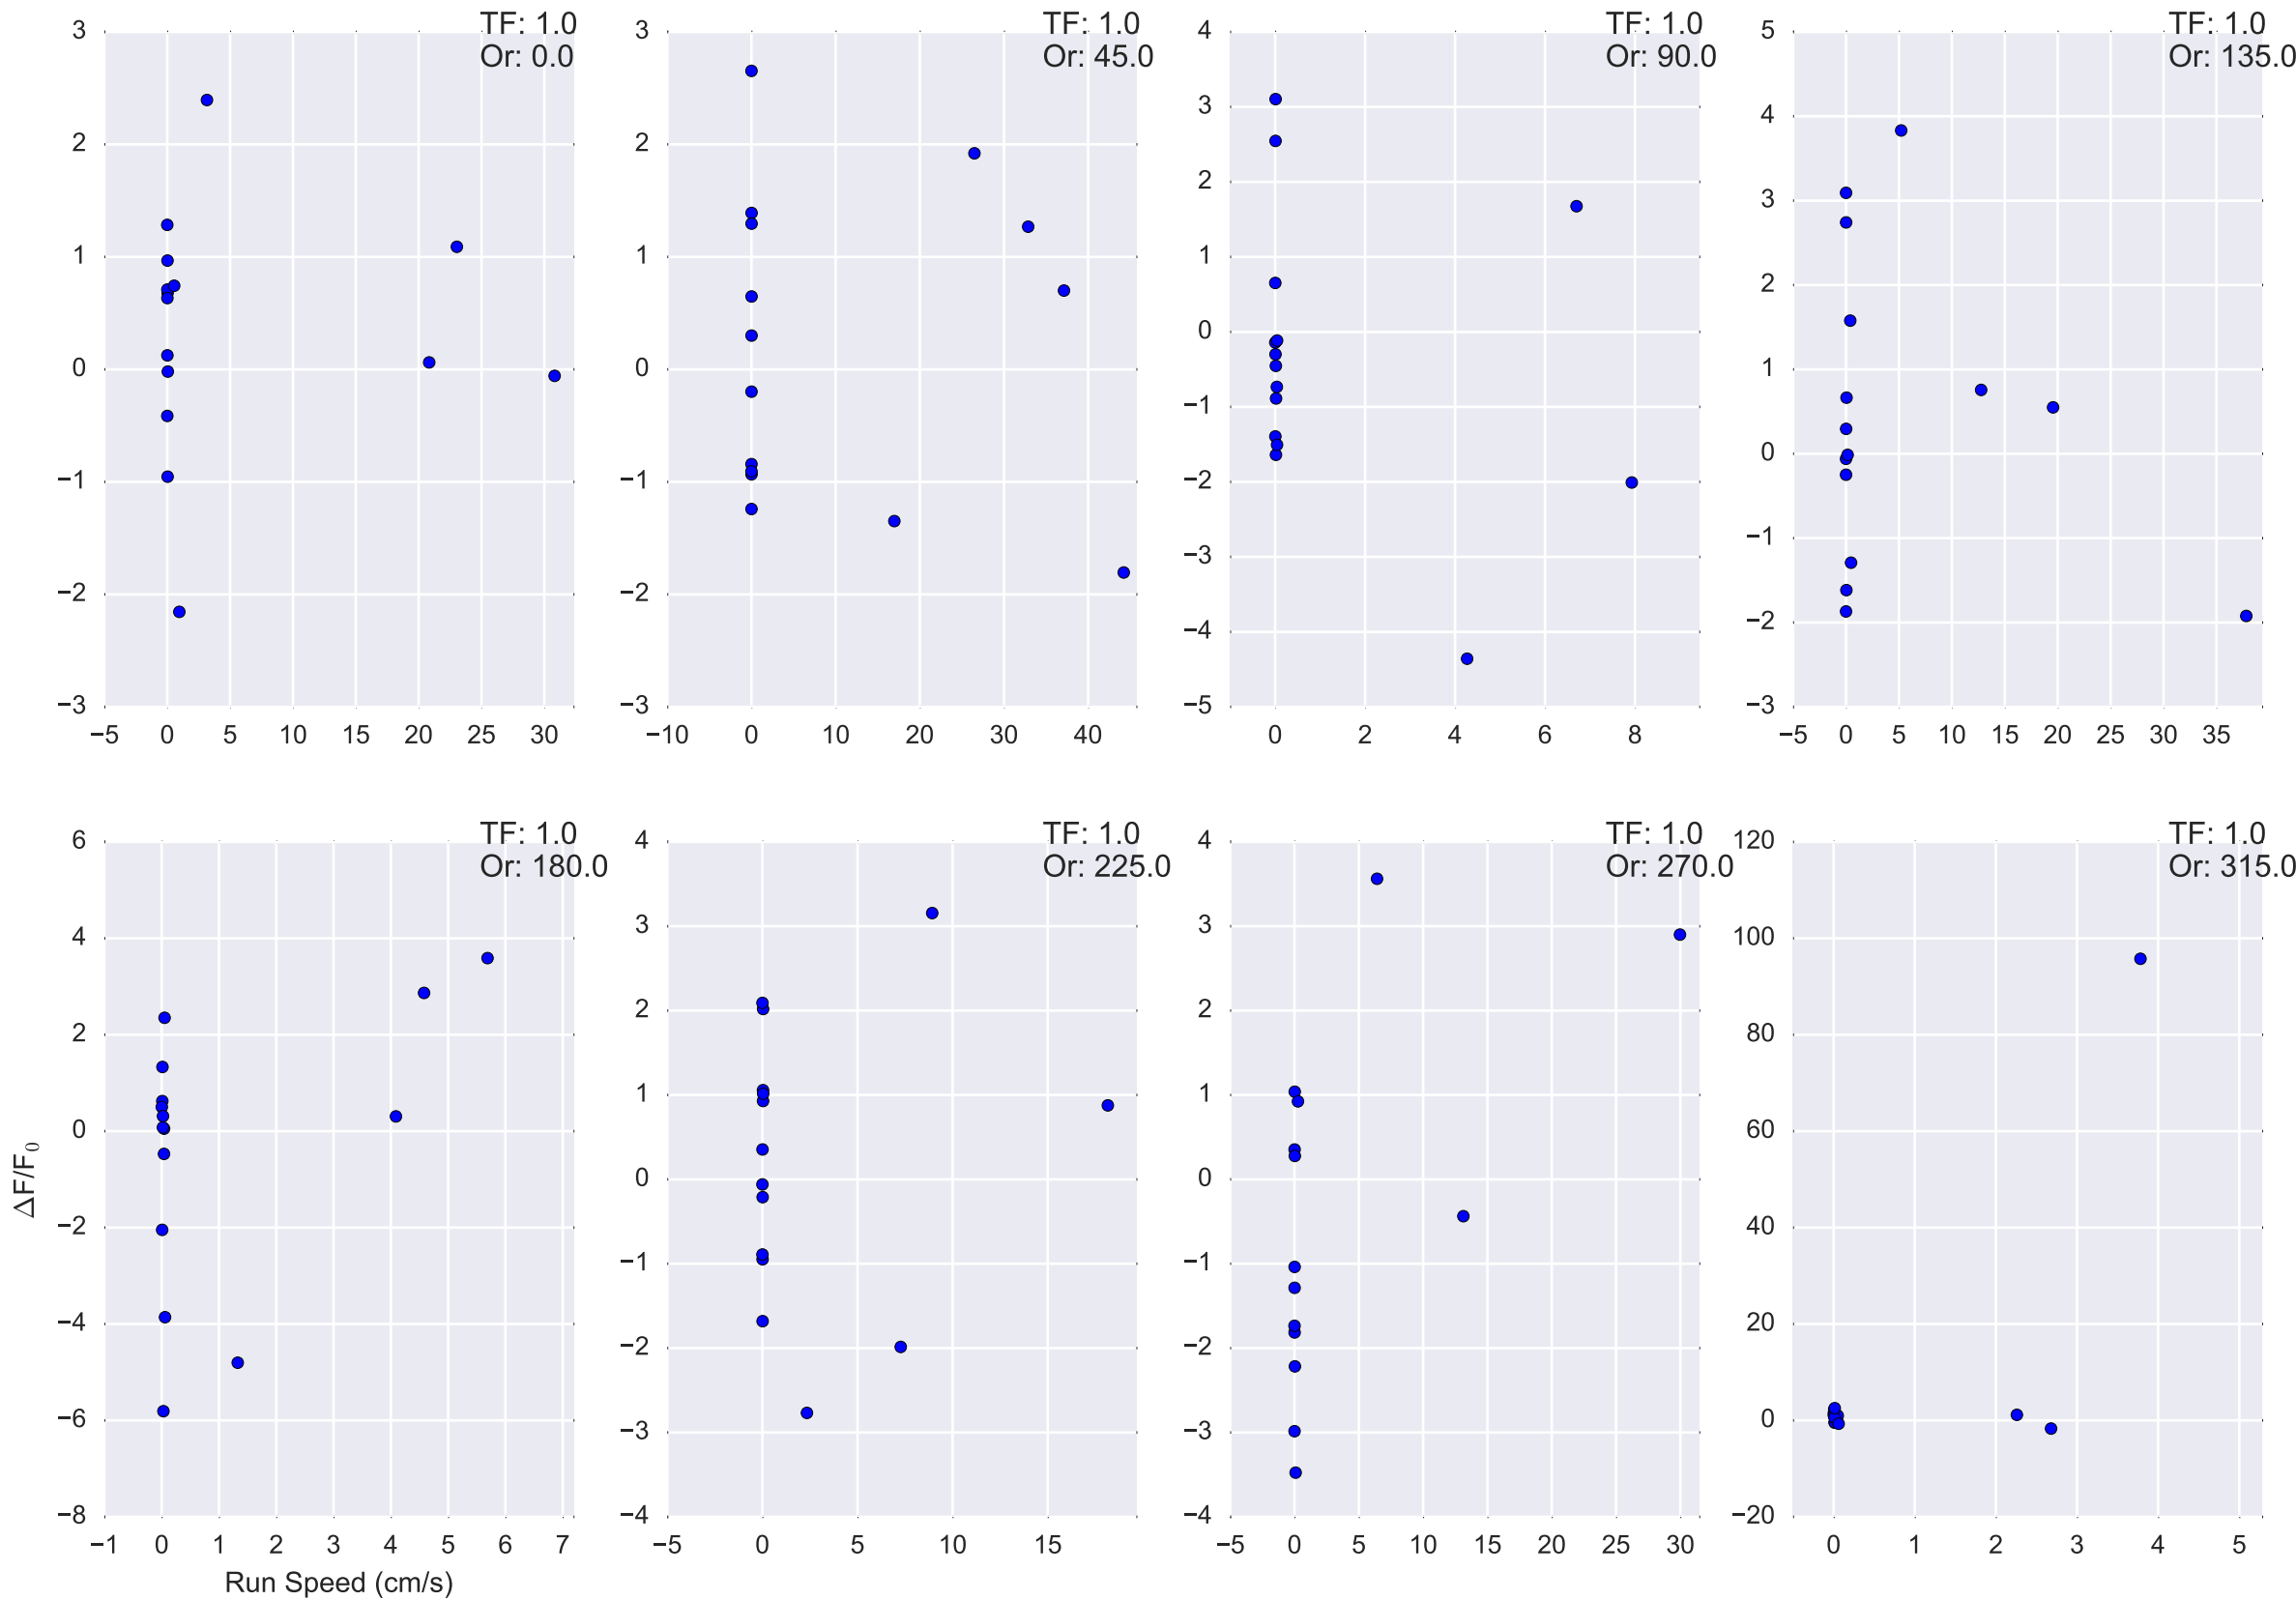 TF: 1.0
Or: 0.0
3
2
1
0
−1
−2
−3
−5 0 5 10 15 20 25 30
TF: 1.0
Or: 45.0
3
2
1
0
−1
−2
−3
−10 0 10 20 30 40
TF: 1.0
Or: 90.0
4
3
2
1
0
−1
−2
−3
−4
−5
0 2 4 6 8
TF: 1.0
Or: 135.0
5
4
3
2
1
0
−1
−2
−3
−5 0 5 10 15 20 25 30 35
TF: 1.0
Or: 180.0
6
4
2
0
−2
−4
−6
−8
ΔF/F₀
−1 0 1 2 3 4 5 6 7
Run Speed (cm/s)
TF: 1.0
Or: 225.0
4
3
2
1
0
−1
−2
−3
−4
−5 0 5 10 15
TF: 1.0
Or: 270.0
4
3
2
1
0
−1
−2
−3
−4
−5 0 5 10 15 20 25 30
TF: 1.0
Or: 315.0
120
100
80
60
40
20
0
−20
0 1 2 3 4 5